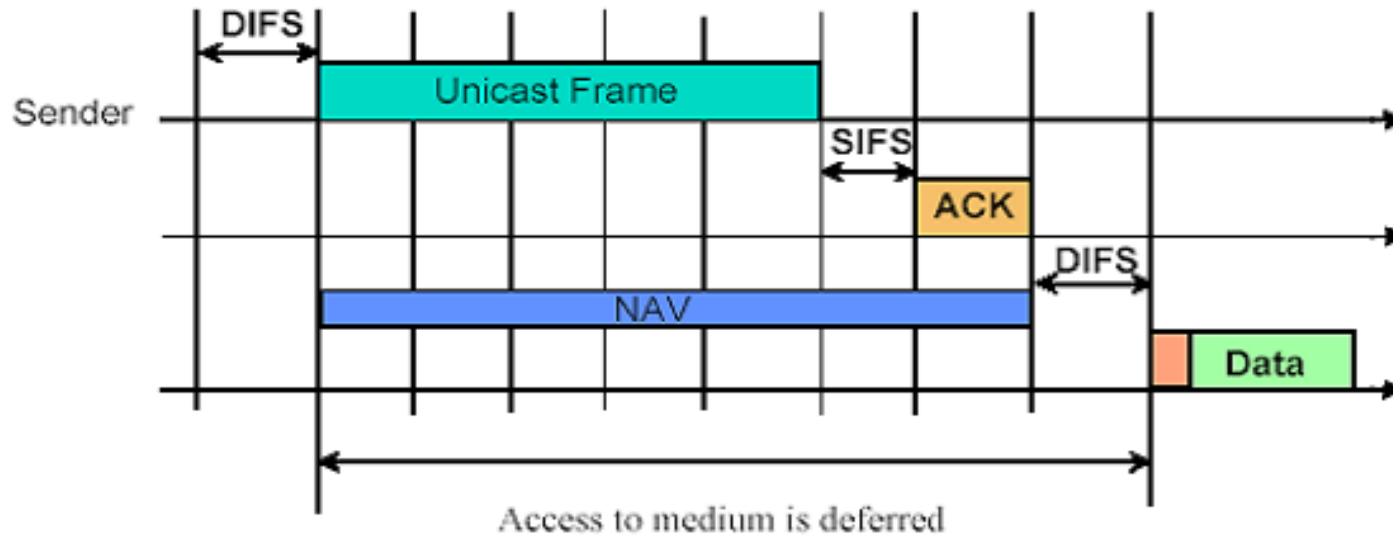 DIFS
Unicast Frame
Sender
SIFS
ACK
DIFS
NAV
Data
Access to medium is deferred